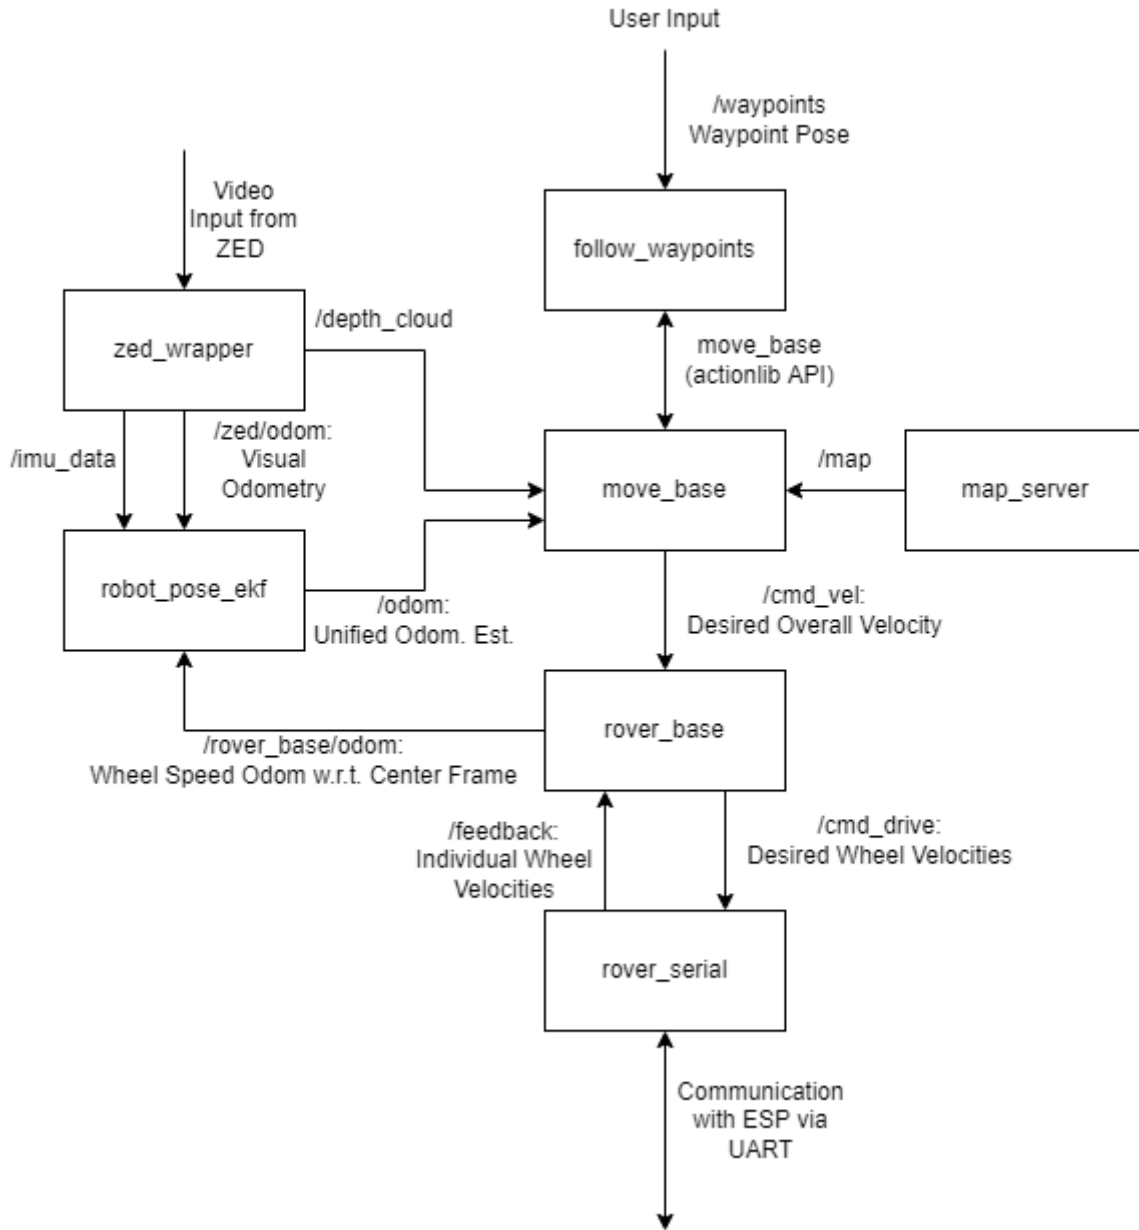 User Input
/waypoints
Waypoint Pose
Video
Input from
ZED
follow_waypoints
/depth_cloud
zed_wrapper
move_base
(actionlib API)
/imu_data
/zed/odom:
Visual
Odometry
/map
move_base
map_server
robot_pose_ekf
/odom:
Unified Odom. Est.
/cmd_vel:
Desired Overall Velocity
rover_base
/rover_base/odom:
Wheel Speed Odom w.r.t. Center Frame
/feedback:
Individual Wheel
Velocities
/cmd_drive:
Desired Wheel Velocities
rover_serial
Communication
with ESP via
UART